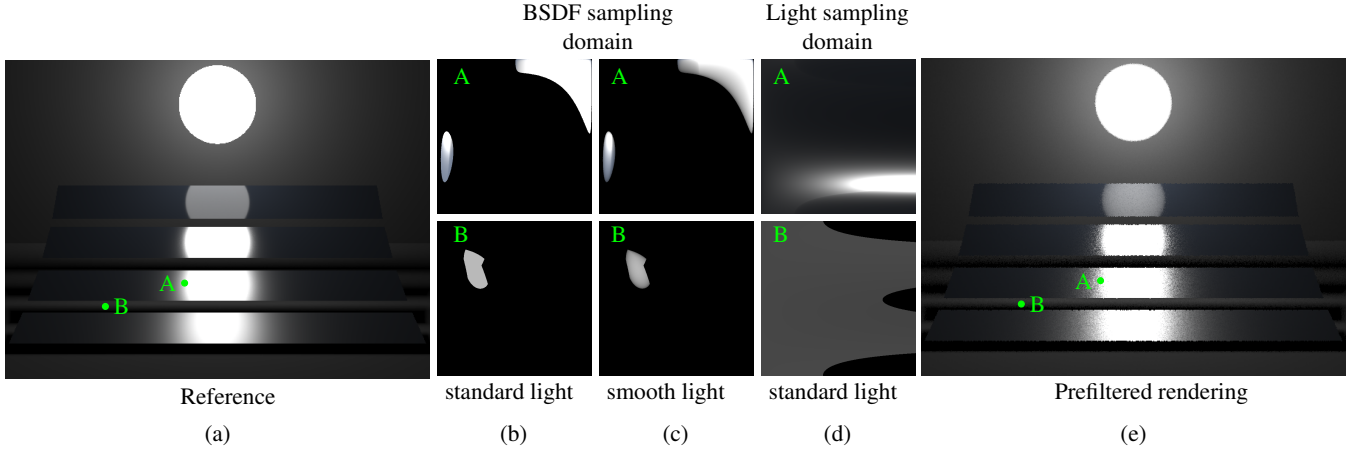 BSDF sampling
domain
Light sampling
domain
A
A
A
B
B
B
A
B
A
B
standard light
smooth light
standard light
Reference
Prefiltered rendering
(a)
(b)
(c)
(d)
(e)